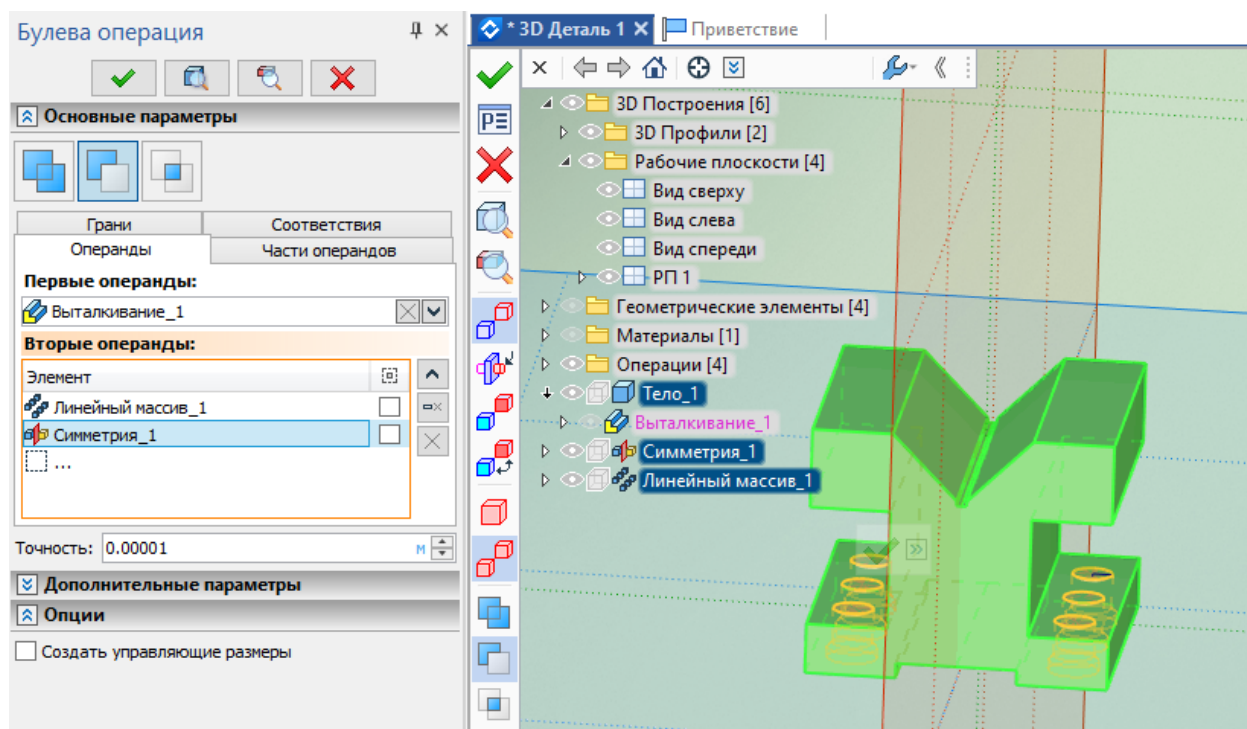 Булева операция
Основные параметры
Грани
Соответствия
Операнды
Части операндов
Первые операнды:
Выталкивание_1
Вторые операнды:
Элемент
Линейный массив_1
Симметрия_1
...
Точность:
0.00001
м
Дополнительные параметры
Опции
Создать управляющие размеры
* 3D Деталь 1
Приветствие
3D Построения [6]
3D Профили [2]
Рабочие плоскости [4]
Вид сверху
Вид слева
Вид спереди
РП 1
Геометрические элементы [4]
Материалы [1]
Операции [4]
Тело_1
Выталкивание_1
Симметрия_1
Линейный массив_1